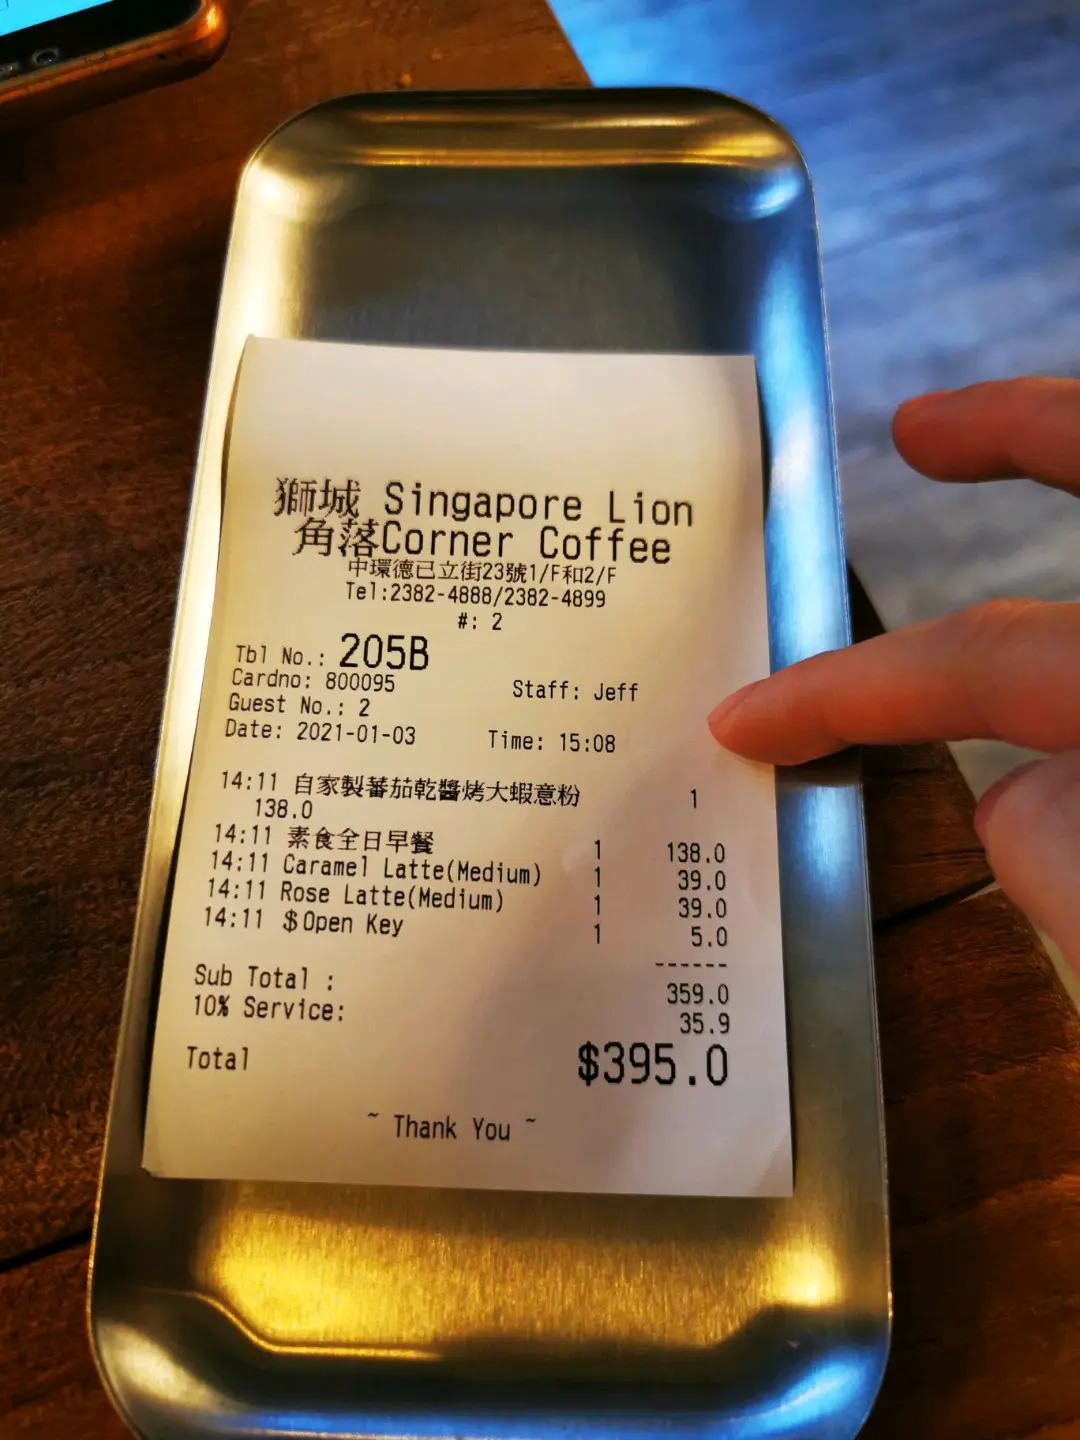 獅城 Singapore Lion
角落Corner Coffee
中環德已立街23號1/F和2/F
Tel:2382-4888/2382-4899
#: 2
Tbl No.: 205B
Cardno: 800095 Staff: Jeff
Guest No.: 2
Date: 2021-01-03 Time: 15:08
14:11 自家製蕃茄乾醬烤大蝦意粉 1
138.0
14:11 素食全日早餐 1 138.0
14:11 Caramel Latte(Medium) 1 39.0
14:11 Rose Latte(Medium) 1 39.0
14:11 $Open Key 1 5.0
------
Sub Total : 359.0
10% Service: 35.9
Total $395.0
~ Thank You ~